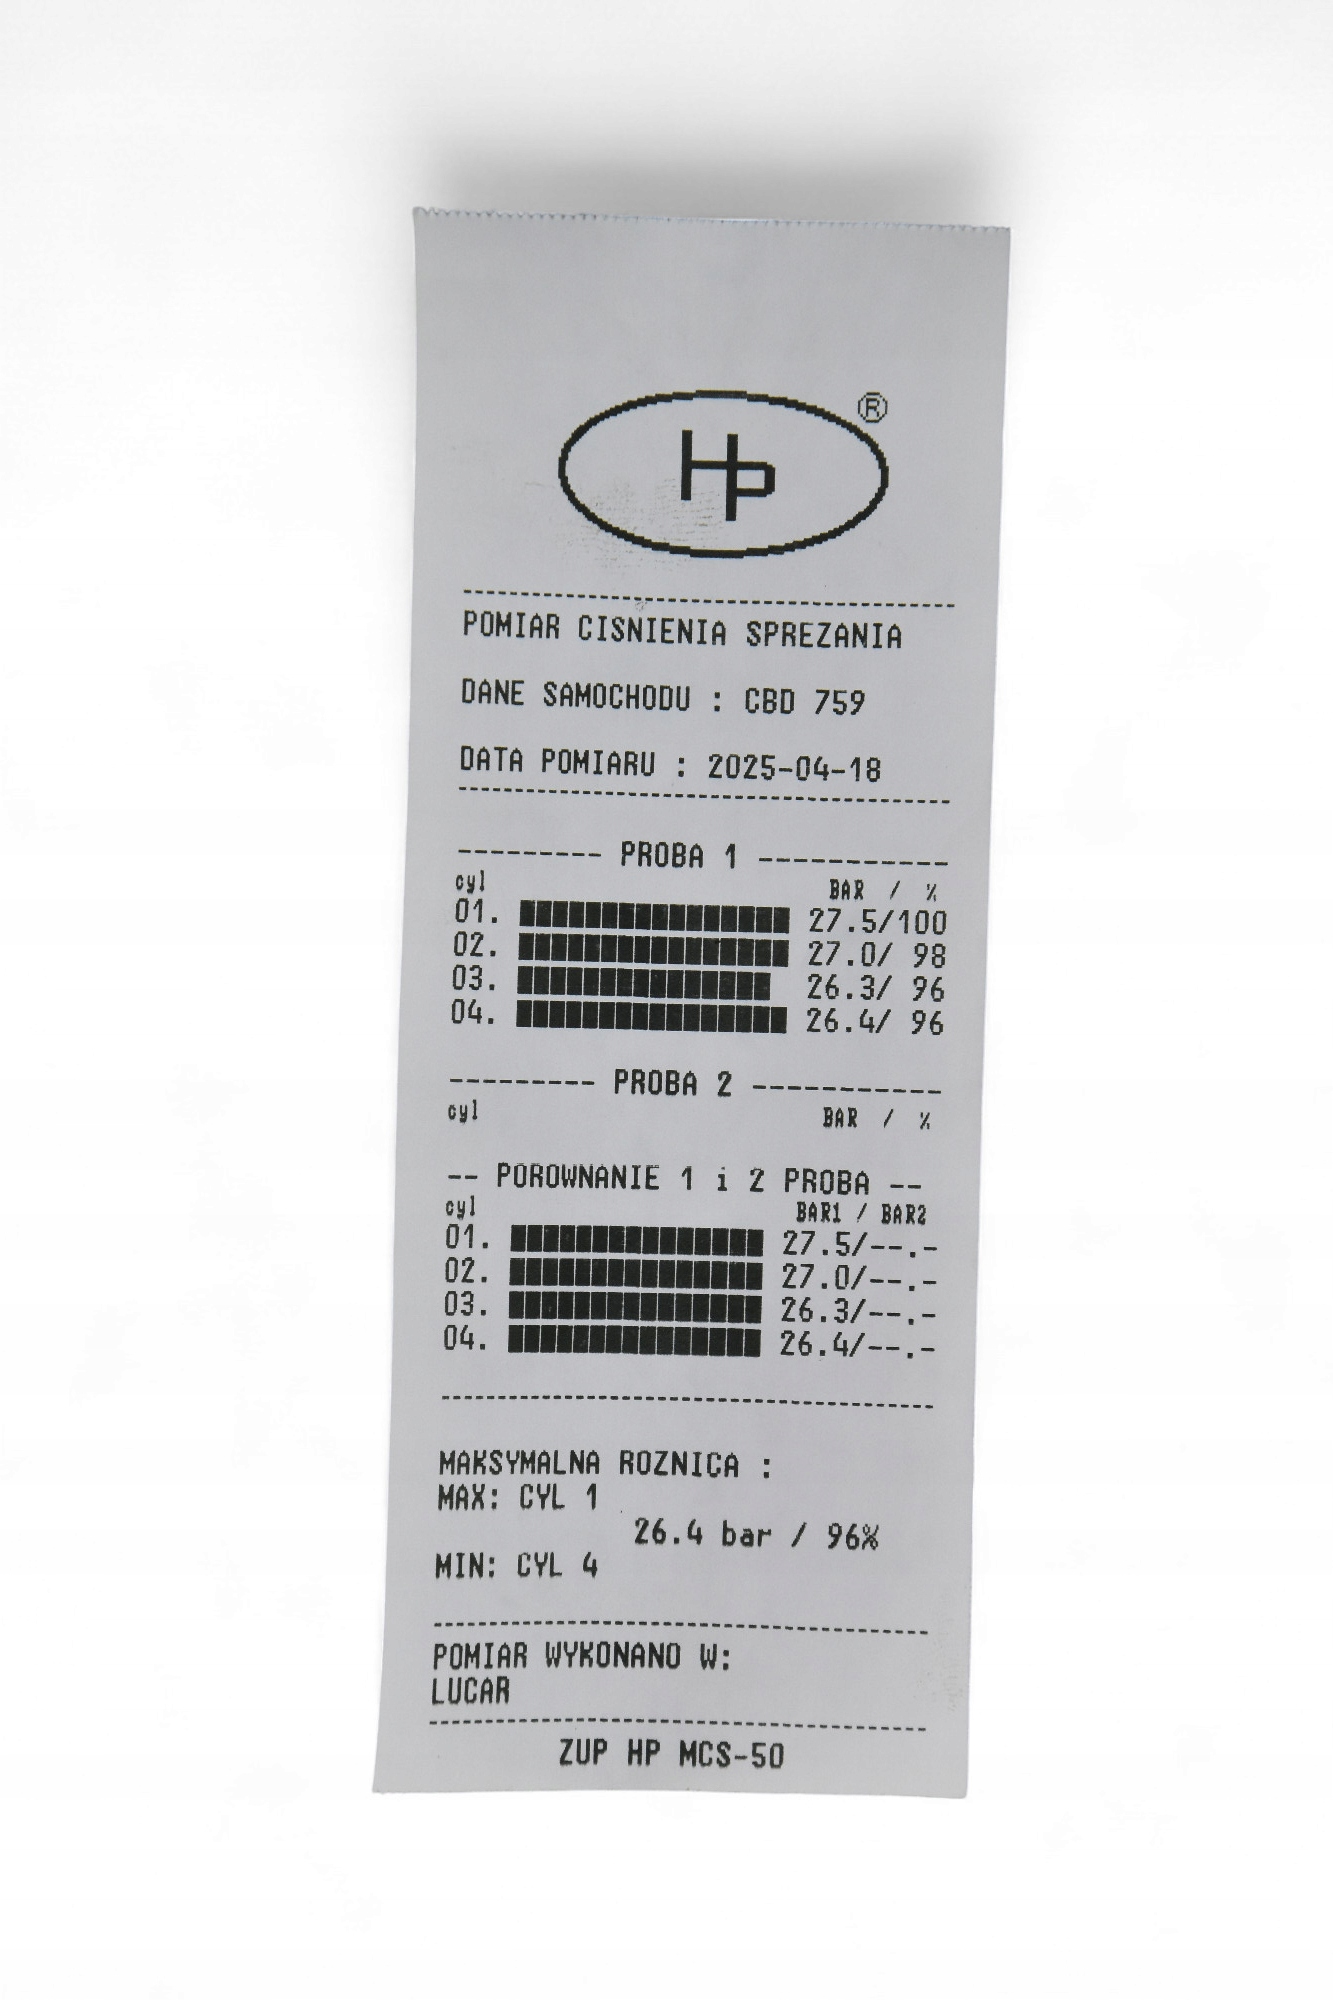 HP ®
POMIAR CISNIENIA SPREZANIA
DANE SAMOCHODU : CBD 759
DATA POMIARU : 2025-04-18
--------- PROBA 1 -----------
cyl BAR / %
01. 27.5/100
02. 27.0/ 98
03. 26.3/ 96
04. 26.4/ 96
--------- PROBA 2 -----------
cyl BAR / %
-- POROWNANIE 1 i 2 PROBA --
cyl BAR1 / BAR2
01. 27.5/--.-
02. 27.0/--.-
03. 26.3/--.-
04. 26.4/--.-
MAKSYMALNA ROZNICA :
MAX: CYL 1
26.4 bar / 96%
MIN: CYL 4
POMIAR WYKONANO W:
LUCAR
ZUP HP MCS-50